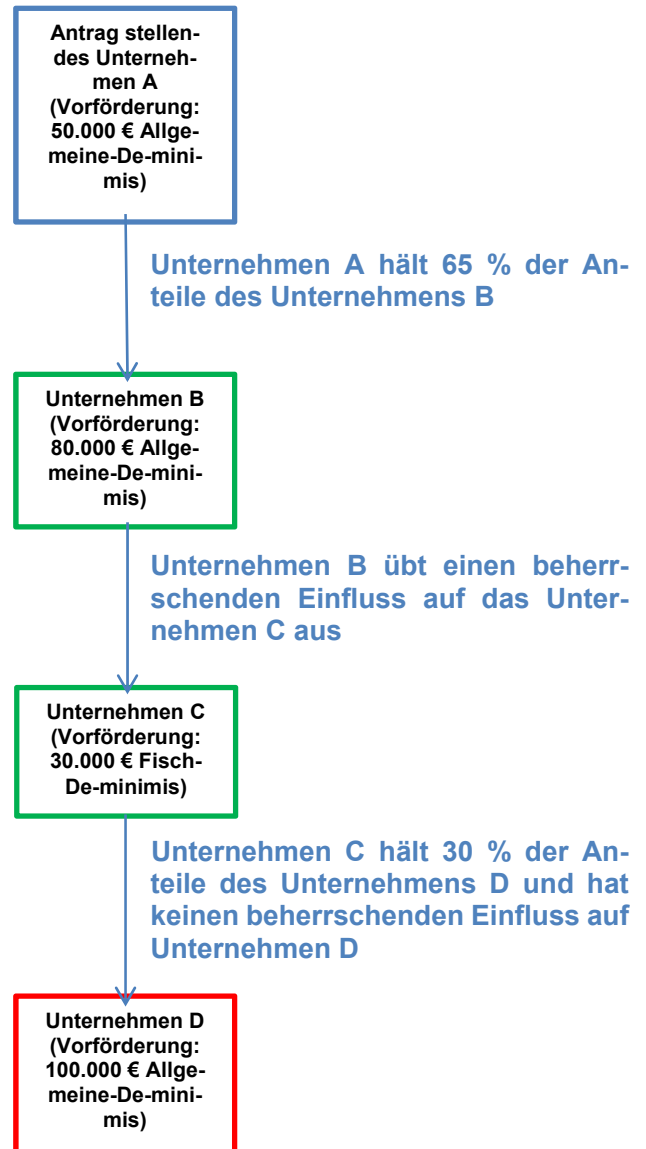 Antrag stellen-
des Unterneh-
men A
(Vorförderung:
50.000 € Allge-
meine-De-mini-
mis)
Unternehmen A hält 65 % der An-
teile des Unternehmens B
Unternehmen B
(Vorförderung:
80.000 € Allge-
meine-De-mini-
mis)
Unternehmen B übt einen beherr-
schenden Einfluss auf das Unter-
nehmen C aus
Unternehmen C
(Vorförderung:
30.000 € Fisch-
De-minimis)
Unternehmen C hält 30 % der An-
teile des Unternehmens D und hat
keinen beherrschenden Einfluss auf
Unternehmen D
Unternehmen D
(Vorförderung:
100.000 € Allge-
meine-De-mini-
mis)